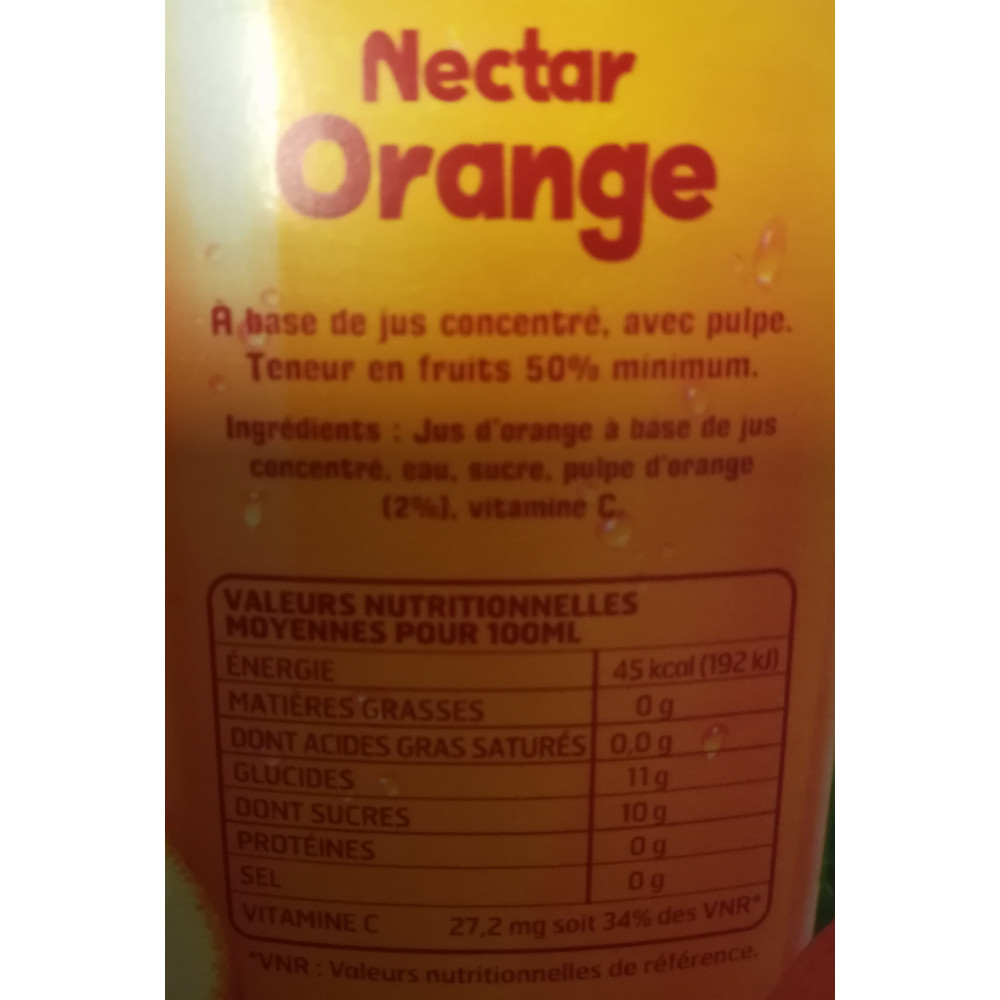 Nectar
Orange
À base de jus concentré, avec pulpe.
Teneur en fruits 50% minimum.
Ingrédients : Jus d'orange à base de jus
concentré, eau, sucre, pulpe d'orange
(2%), vitamine C.
VALEURS NUTRITIONNELLES
MOYENNES POUR 100ML
ÉNERGIE 45 kcal (192 kJ)
MATIÈRES GRASSES 0 g
DONT ACIDES GRAS SATURÉS 0,0 g
GLUCIDES 11 g
DONT SUCRES 10 g
PROTÉINES 0 g
SEL 0 g
VITAMINE C 27,2 mg soit 34% des VNR*
*VNR : Valeurs nutritionnelles de référence.